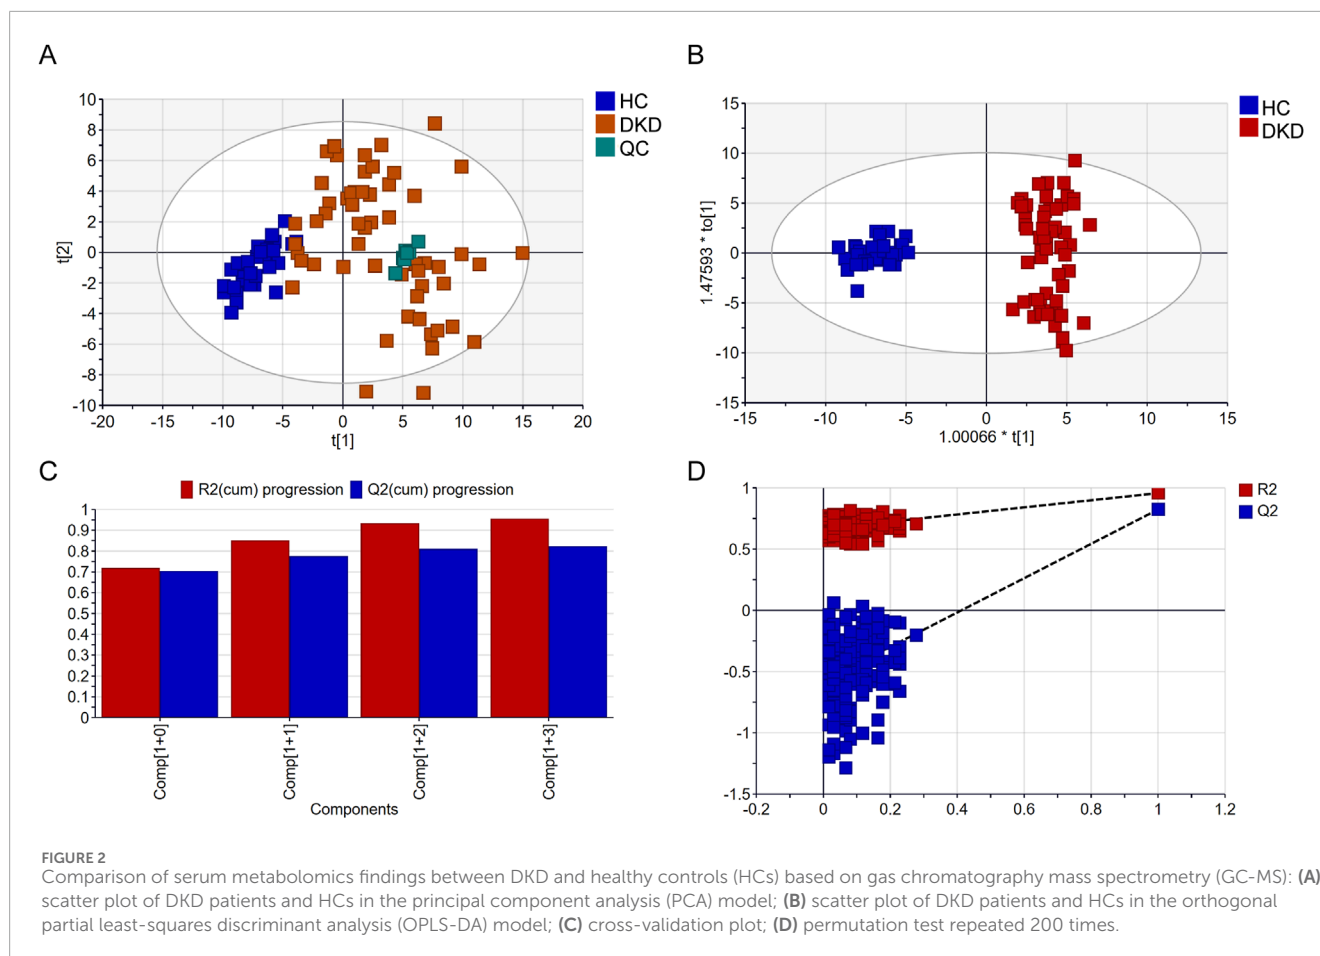 A
10
8
6
4
2
0
-2
-4
-6
-8
-10
t[2]
-20 -15 -10 -5 0 5 10 15 20
t[1]
HC
DKD
QC
B
15
10
5
0
-5
-10
-15
1.47593 * to[1]
-15 -10 -5 0 5 10 15
1.00066 * t[1]
HC
DKD
C
R2(cum) progression Q2(cum) progression
1
0.9
0.8
0.7
0.6
0.5
0.4
0.3
0.2
0.1
0
Comp[1+0]
Comp[1+1]
Comp[1+2]
Comp[1+3]
Components
D
1
0.5
0
-0.5
-1
-1.5
-0.2 0 0.2 0.4 0.6 0.8 1 1.2
R2
Q2
FIGURE 2
Comparison of serum metabolomics findings between DKD and healthy controls (HCs) based on gas chromatography mass spectrometry (GC-MS): (A)
scatter plot of DKD patients and HCs in the principal component analysis (PCA) model; (B) scatter plot of DKD patients and HCs in the orthogonal
partial least-squares discriminant analysis (OPLS-DA) model; (C) cross-validation plot; (D) permutation test repeated 200 times.